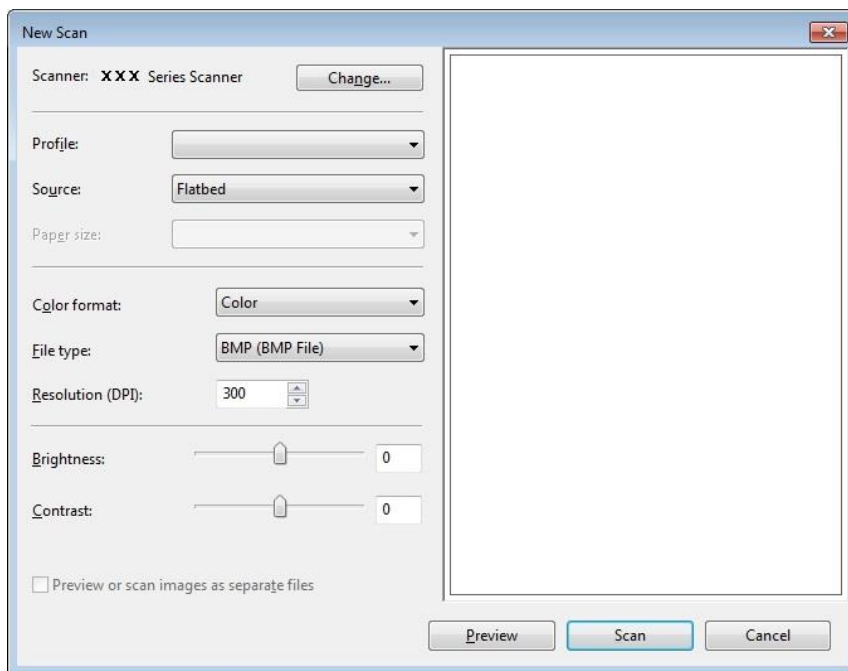 New Scan
Scanner: XXX Series Scanner Change...
Profile:
Source: Flatbed
Paper size:
Color format: Color
File type: BMP (BMP File)
Resolution (DPI): 300
Brightness: 0
Contrast: 0
Preview or scan images as separate files
Preview Scan Cancel